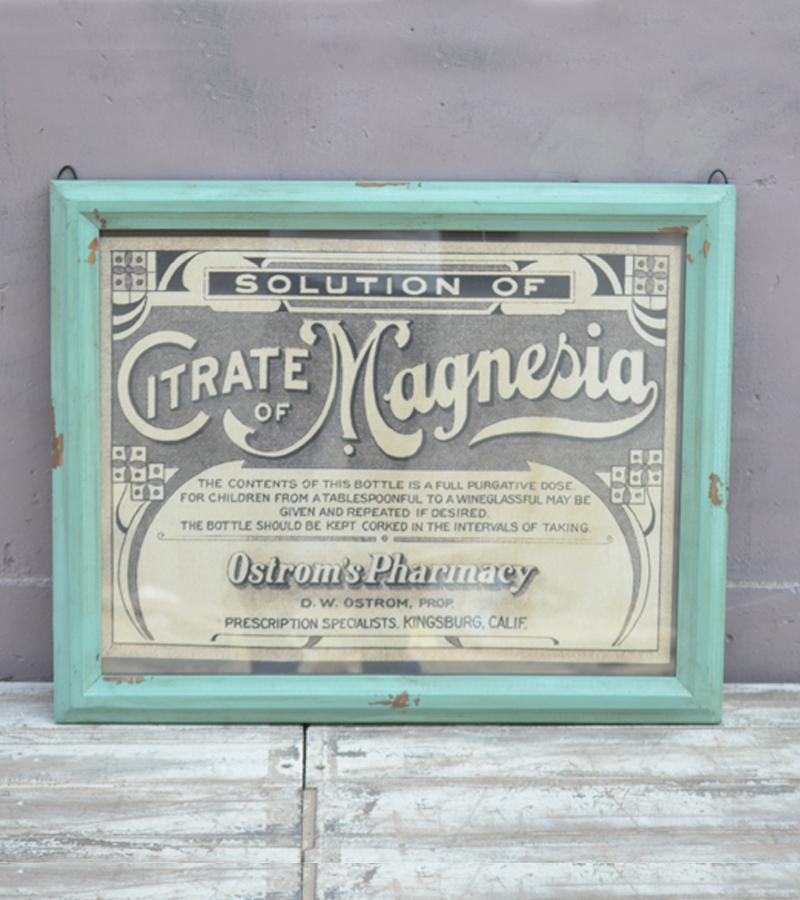 SOLUTION OF
CITRATE OF Magnesia
THE CONTENTS OF THIS BOTTLE IS A FULL PURGATIVE DOSE.
FOR CHILDREN FROM A TABLESPOONFUL TO A WINEGLASSFUL MAY BE
GIVEN AND REPEATED IF DESIRED.
THE BOTTLE SHOULD BE KEPT CORKED IN THE INTERVALS OF TAKING.
Ostrom's Pharmacy
D. W. OSTROM, PROP.
PRESCRIPTION SPECIALISTS. KINGSBURG, CALIF.